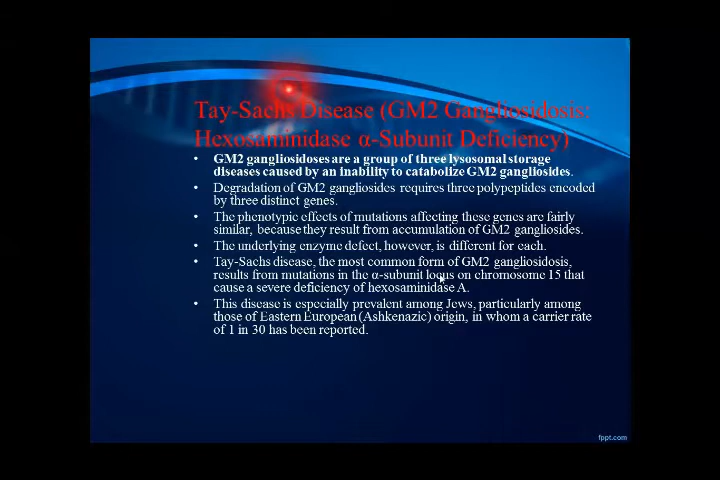 Tay-Sachs Disease (GM2 Gangliosidosis:
Hexosaminidase α-Subunit Deficiency)
• GM2 gangliosidoses are a group of three lysosomal storage
diseases caused by an inability to catabolize GM2 gangliosides.
• Degradation of GM2 gangliosides requires three polypeptides encoded
by three distinct genes.
• The phenotypic effects of mutations affecting these genes are fairly
similar, because they result from accumulation of GM2 gangliosides.
• The underlying enzyme defect, however, is different for each.
• Tay-Sachs disease, the most common form of GM2 gangliosidosis,
results from mutations in the α-subunit locus on chromosome 15 that
cause a severe deficiency of hexosaminidase A.
• This disease is especially prevalent among Jews, particularly among
those of Eastern European (Ashkenazic) origin, in whom a carrier rate
of 1 in 30 has been reported.
fppt.com